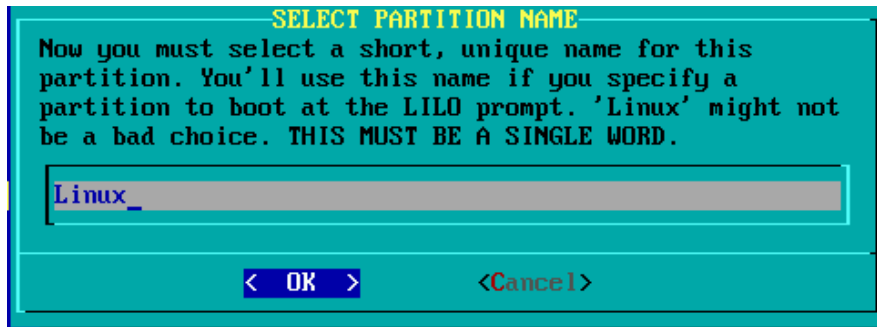 SELECT PARTITION NAME
Now you must select a short, unique name for this
partition. You'll use this name if you specify a
partition to boot at the LILO prompt. 'Linux' might not
be a bad choice. THIS MUST BE A SINGLE WORD.
Linux_
< OK > <Cancel>